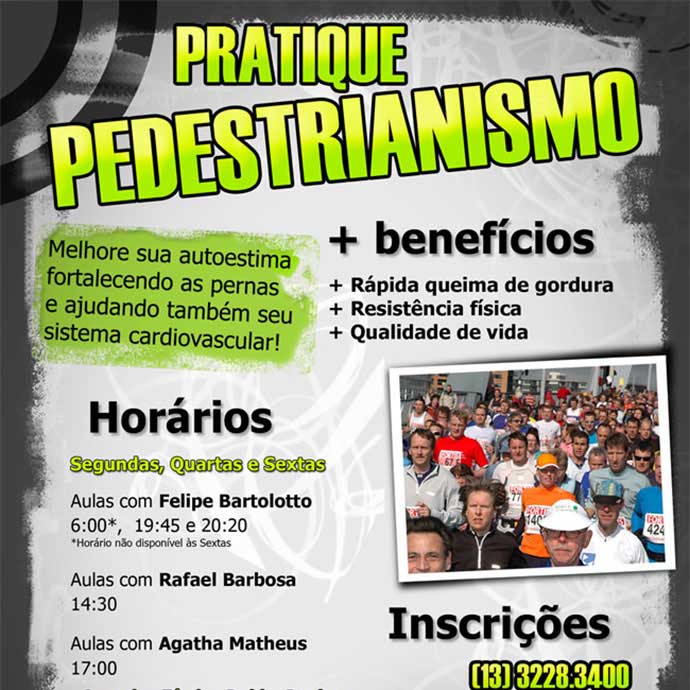 PRATIQUE
PEDESTRIANISMO
Melhore sua autoestima
fortalecendo as pernas
e ajudando também seu
sistema cardiovascular!
+ benefícios
+ Rápida queima de gordura
+ Resistência física
+ Qualidade de vida
Horários
Segundas, Quartas e Sextas
Aulas com Felipe Bartolotto
6:00*, 19:45 e 20:20
*Horário não disponível às Sextas
Aulas com Rafael Barbosa
14:30
Aulas com Agatha Matheus
17:00
Inscrições
(13) 3228.3400